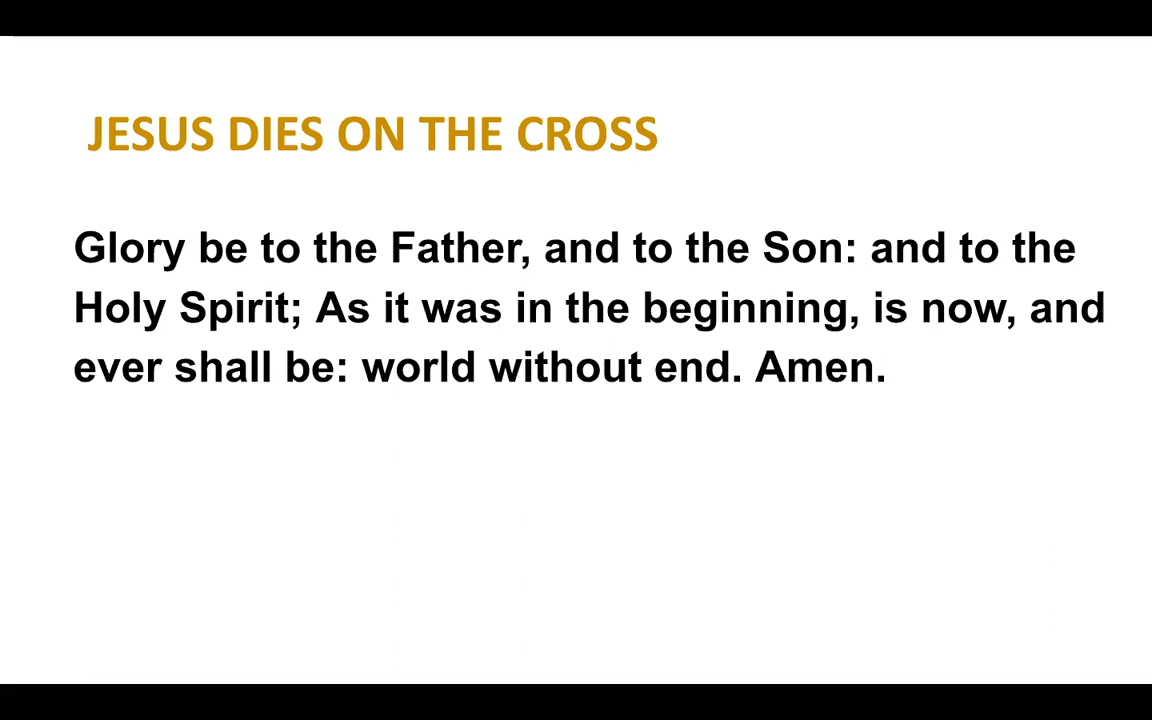 JESUS DIES ON THE CROSS
Glory be to the Father, and to the Son: and to the
Holy Spirit; As it was in the beginning, is now, and
ever shall be: world without end. Amen.